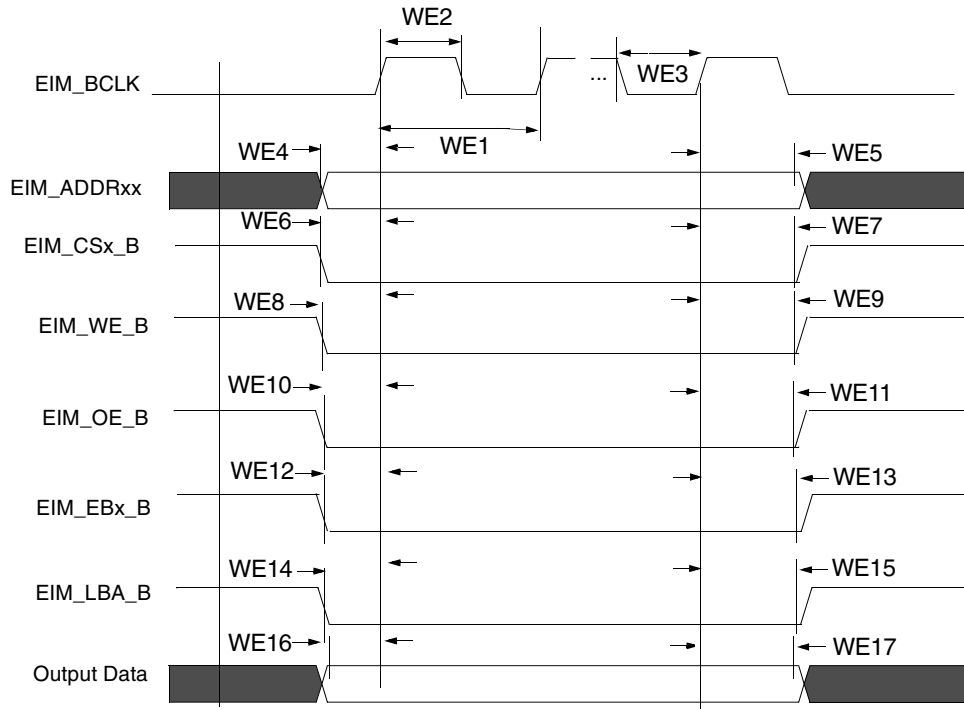 WE2
EIM_BCLK
...
WE3
WE4
WE1
WE5
EIM_ADDRxx
WE6
WE7
EIM_CSx_B
WE8
WE9
EIM_WE_B
WE10
WE11
EIM_OE_B
WE12
WE13
EIM_EBx_B
WE14
WE15
EIM_LBA_B
WE16
WE17
Output Data